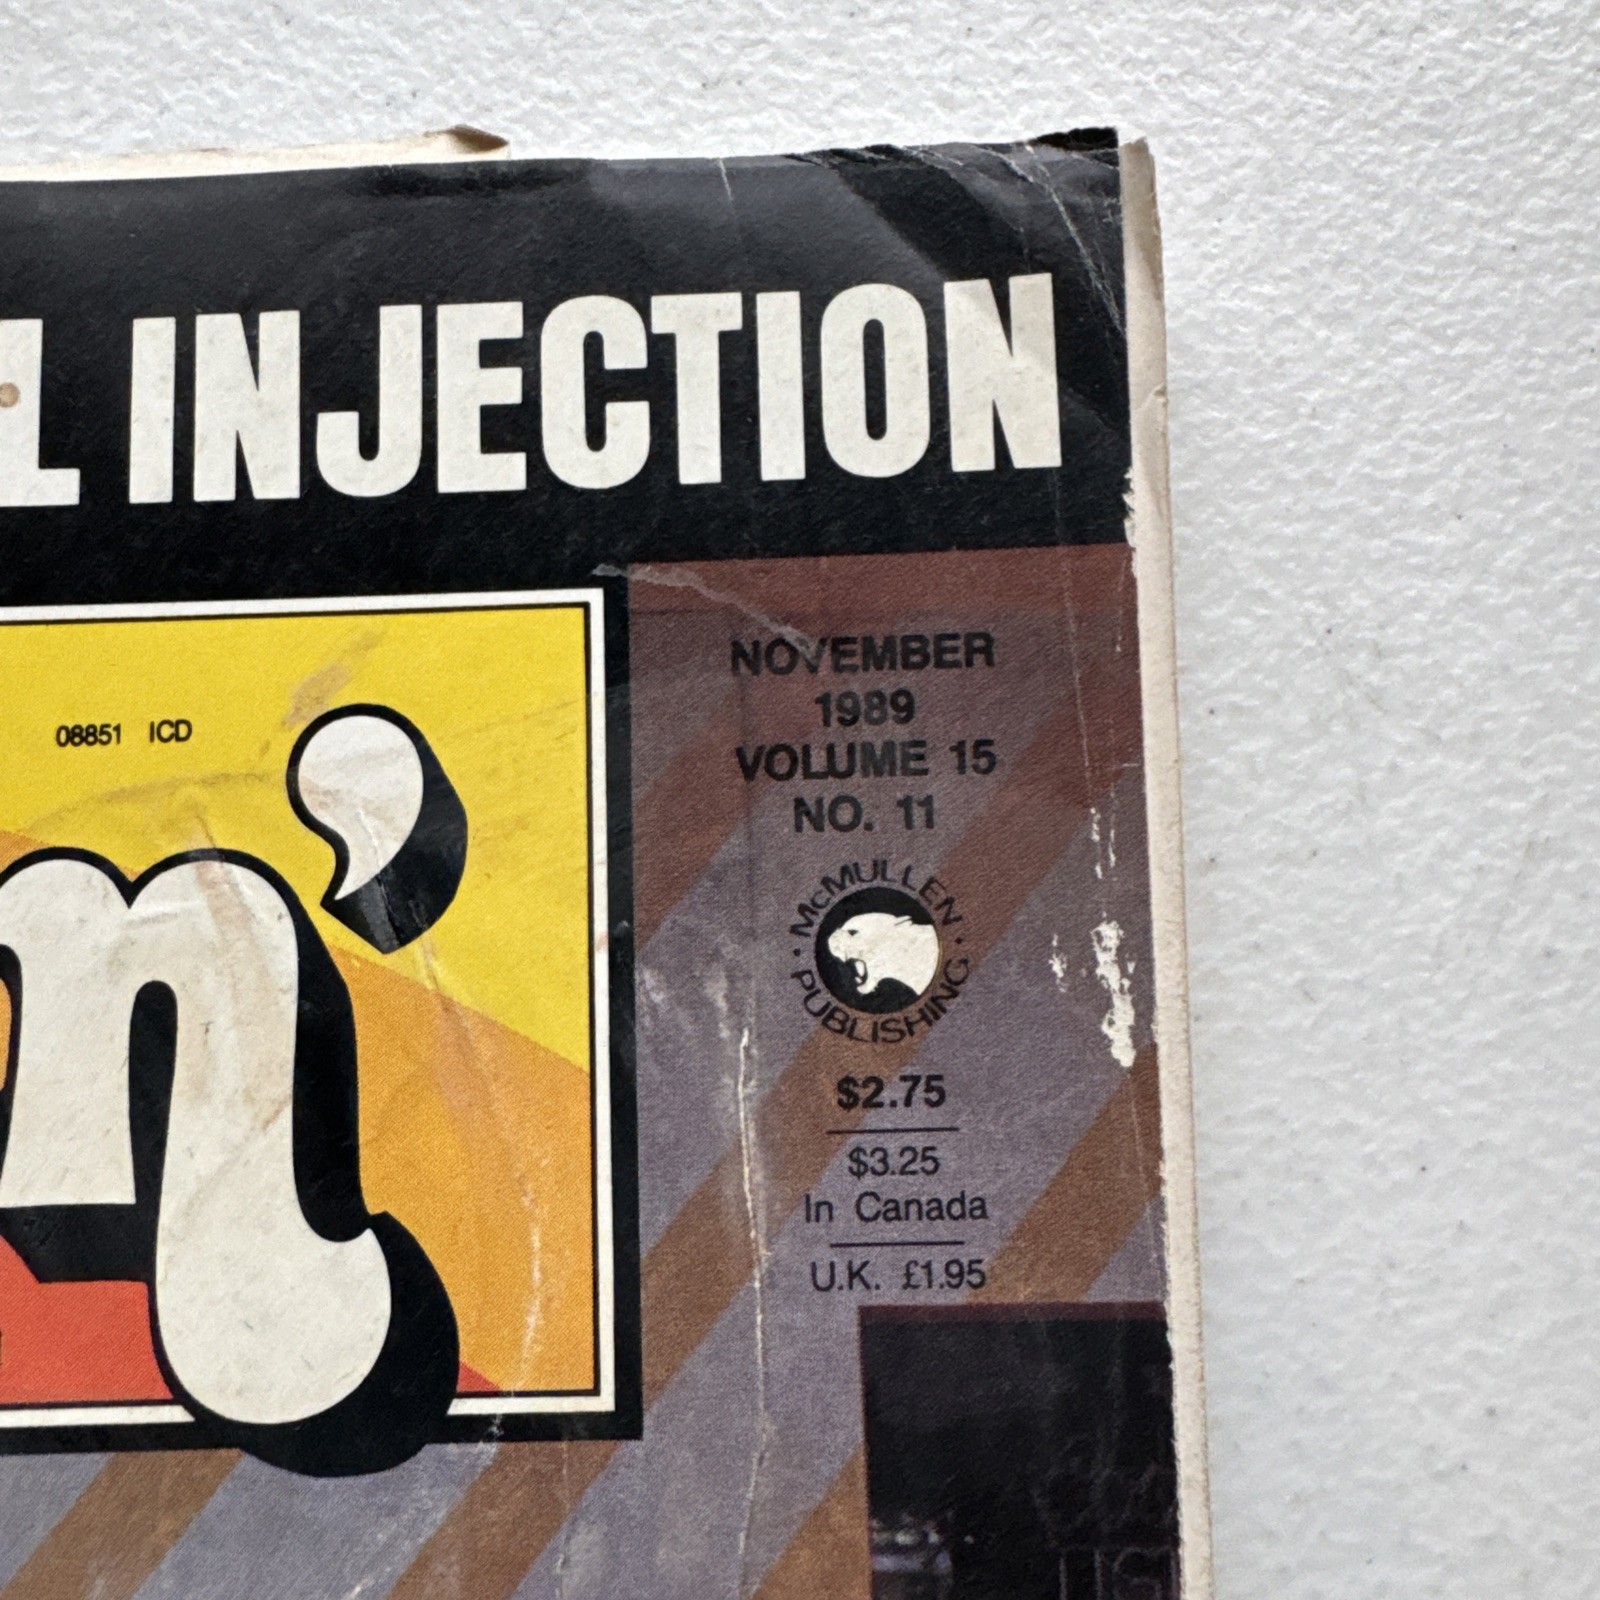 L INJECTION
NOVEMBER
1989
VOLUME 15
NO. 11
08851 ICD
n'
McMULLEN
· PUBLISHING ·
$2.75
$3.25
In Canada
U.K. £1.95